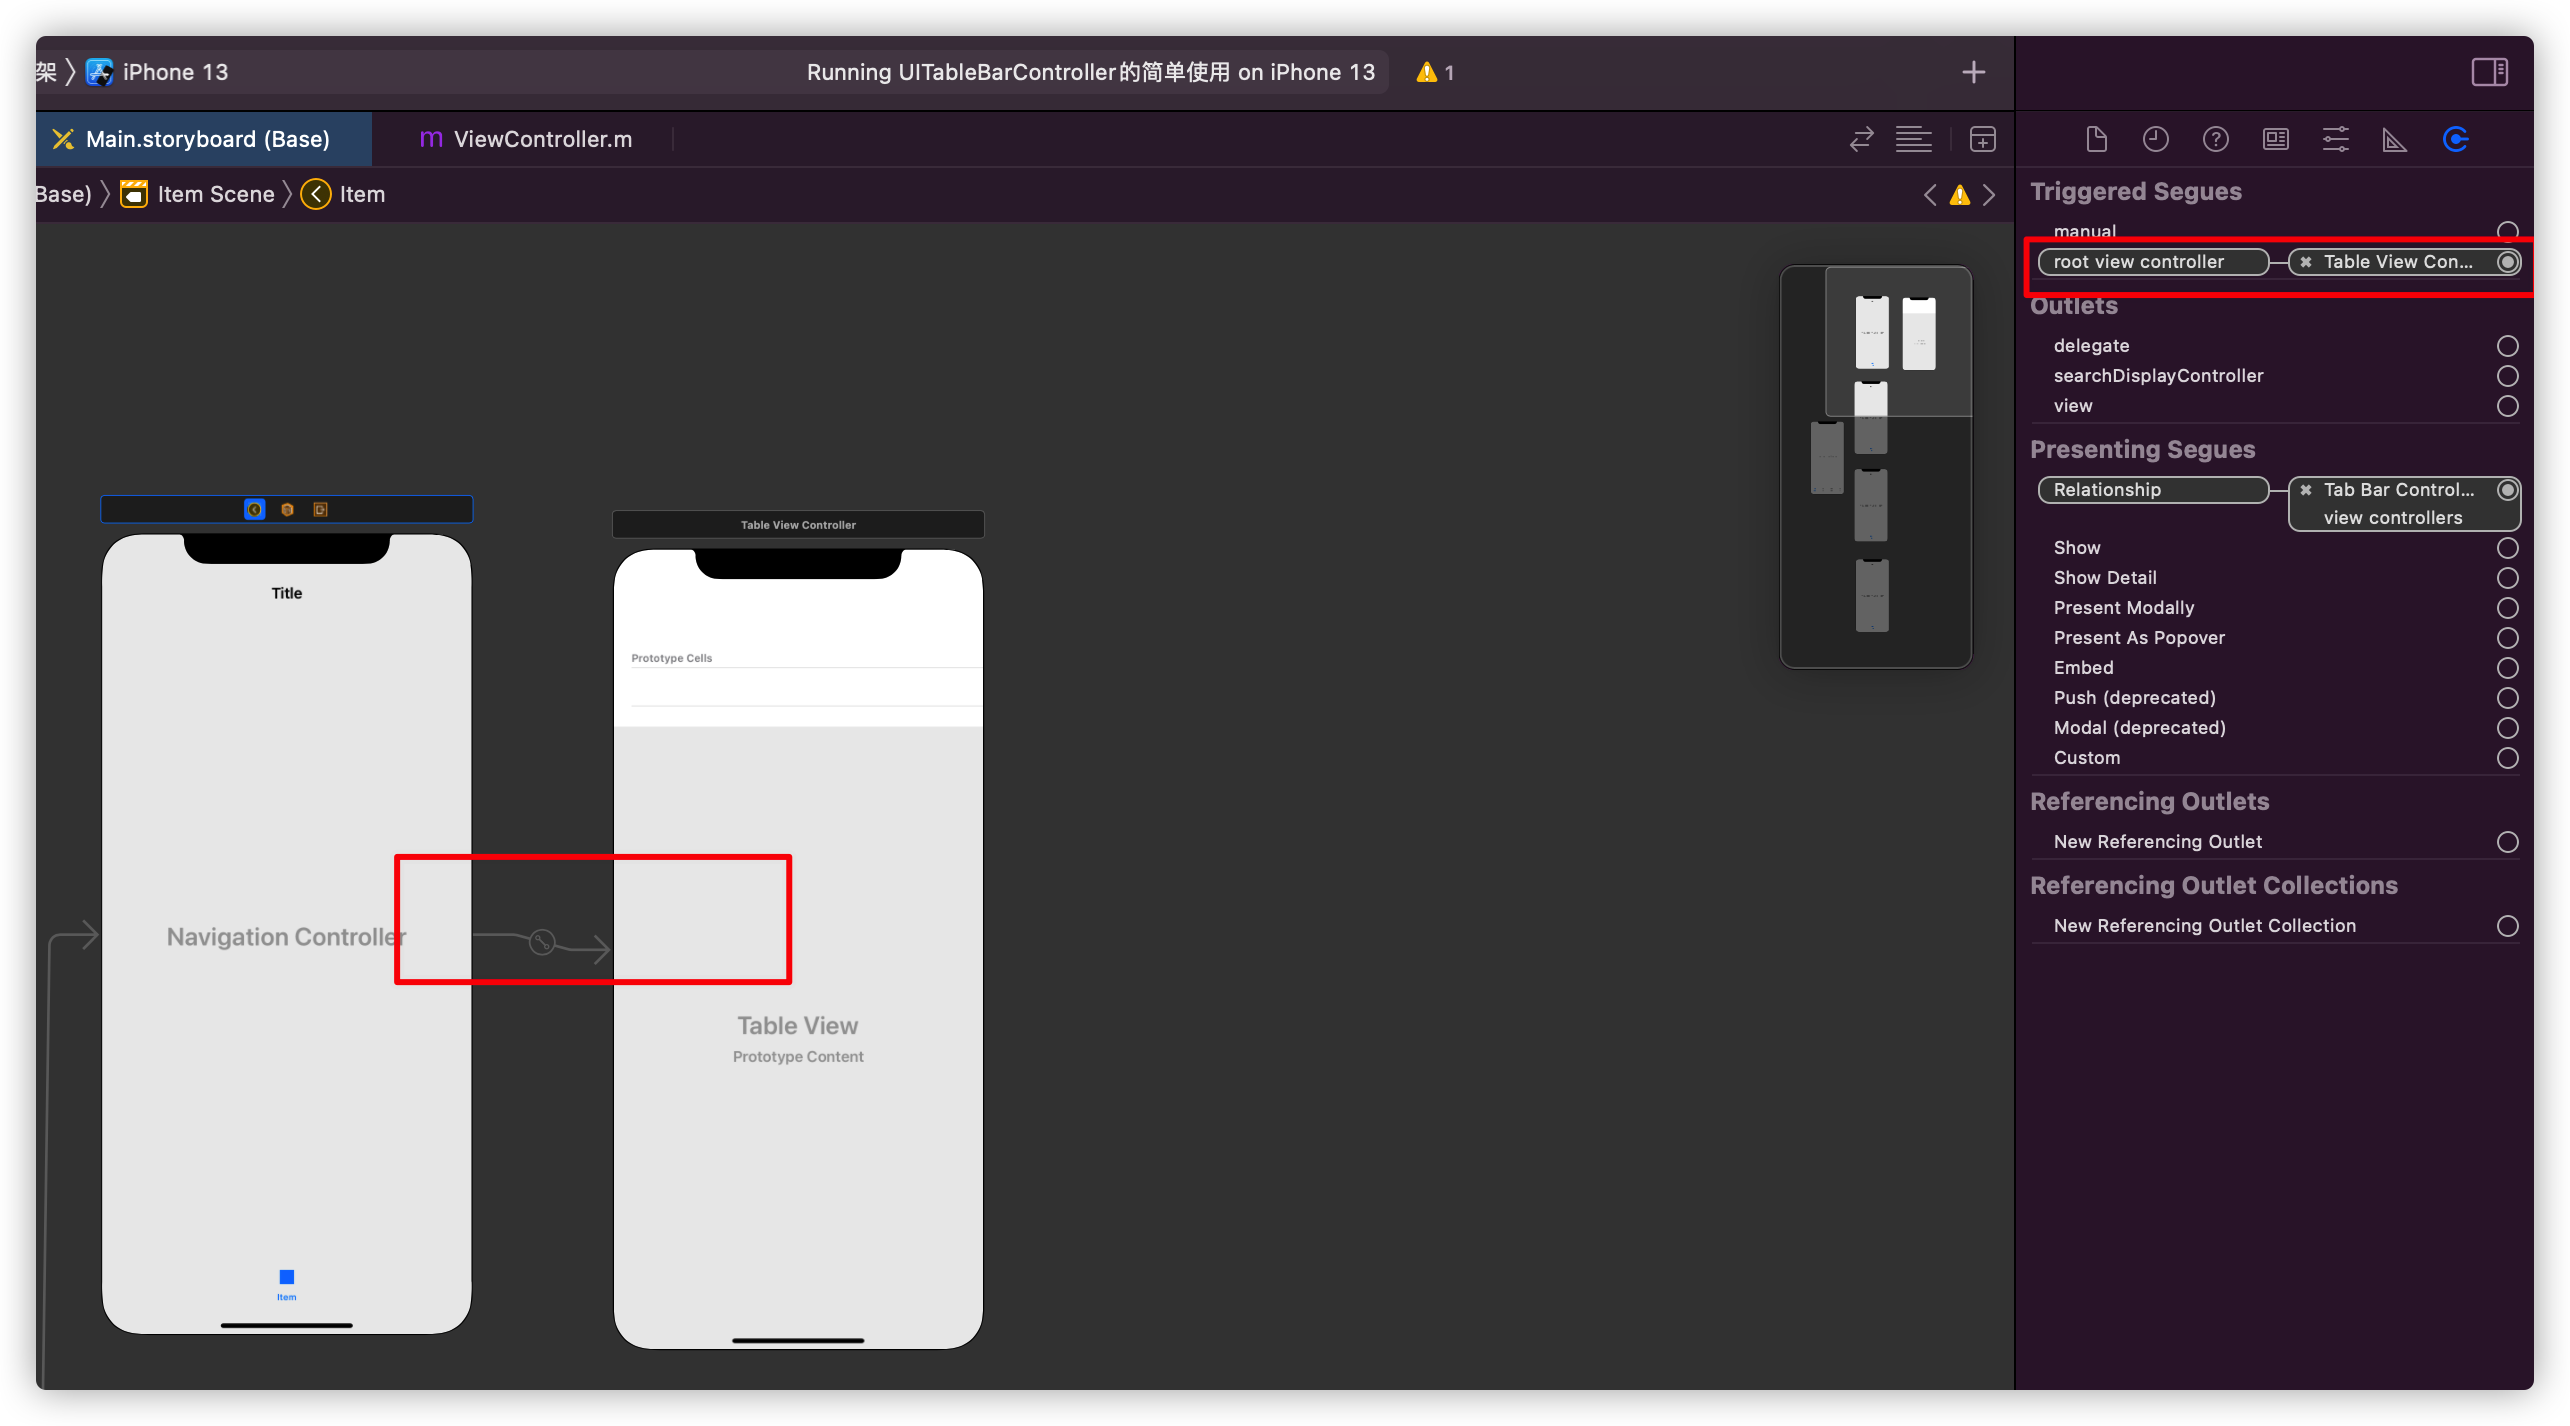 架 〉 iPhone 13
Running UITableBarController的简单使用 on iPhone 13
1
Main.storyboard (Base)
ViewController.m
Base) 〉 Item Scene 〉 Item
Title
Navigation Controller
Item
Table View Controller
Prototype Cells
Table View
Prototype Content
Triggered Segues
manual
root view controller
Table View Con...
Outlets
delegate
searchDisplayController
view
Presenting Segues
Relationship
Tab Bar Control...
view controllers
Show
Show Detail
Present Modally
Present As Popover
Embed
Push (deprecated)
Modal (deprecated)
Custom
Referencing Outlets
New Referencing Outlet
Referencing Outlet Collections
New Referencing Outlet Collection